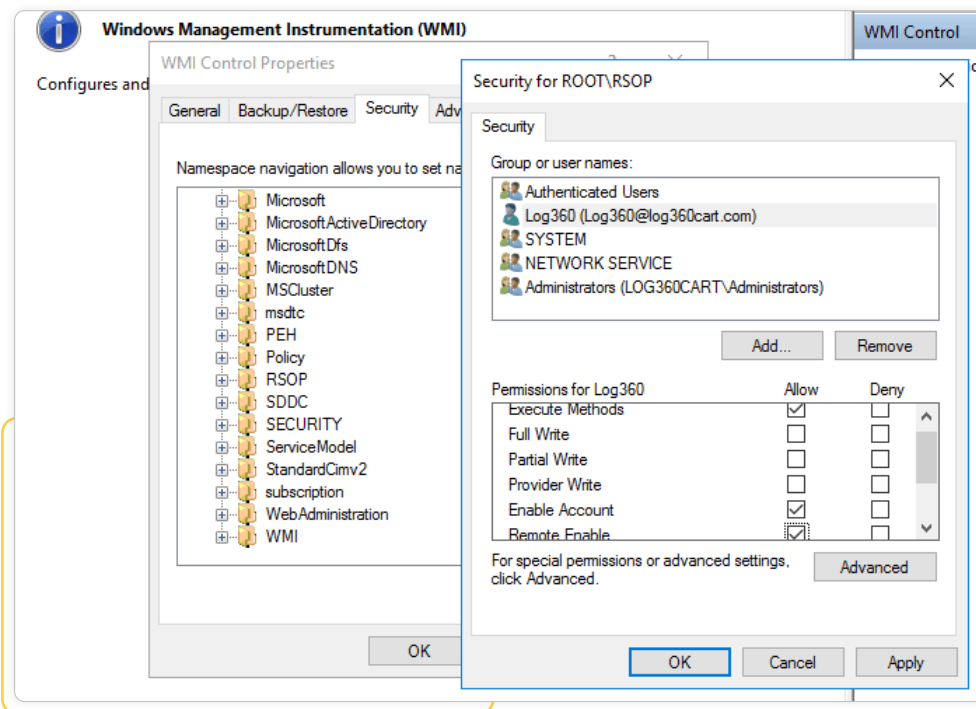 Windows Management Instrumentation (WMI)
Configures and
WMI Control Properties
General Backup/Restore Security Adv
Namespace navigation allows you to set na
Microsoft
MicrosoftActiveDirectory
MicrosoftDfs
MicrosoftDNS
MSCluster
msdtc
PEH
Policy
RSOP
SDDC
SECURITY
ServiceModel
StandardCimv2
subscription
WebAdministration
WMI
OK
WMI Control
Security for ROOT\RSOP
Security
Group or user names:
Authenticated Users
Log360 (Log360@log360cart.com)
SYSTEM
NETWORK SERVICE
Administrators (LOG360CART\Administrators)
Add... Remove
Permissions for Log360 Allow Deny
Execute Methods
Full Write
Partial Write
Provider Write
Enable Account
Remote Enable
For special permissions or advanced settings,
click Advanced.
Advanced
OK Cancel Apply